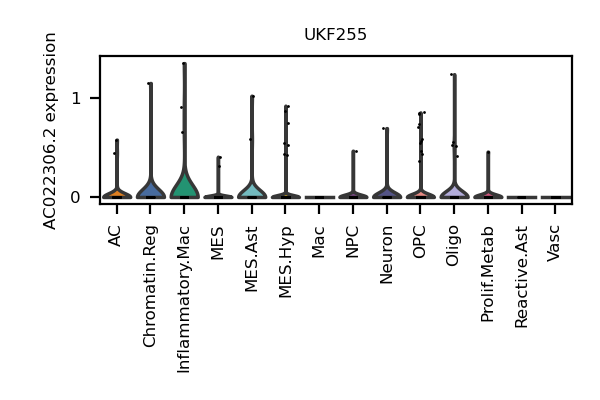 UKF255
AC022306.2 expression
1
0
AC
Chromatin.Reg
Inflammatory.Mac
MES
MES.Ast
MES.Hyp
Mac
NPC
Neuron
OPC
Oligo
Prolif.Metab
Reactive.Ast
Vasc